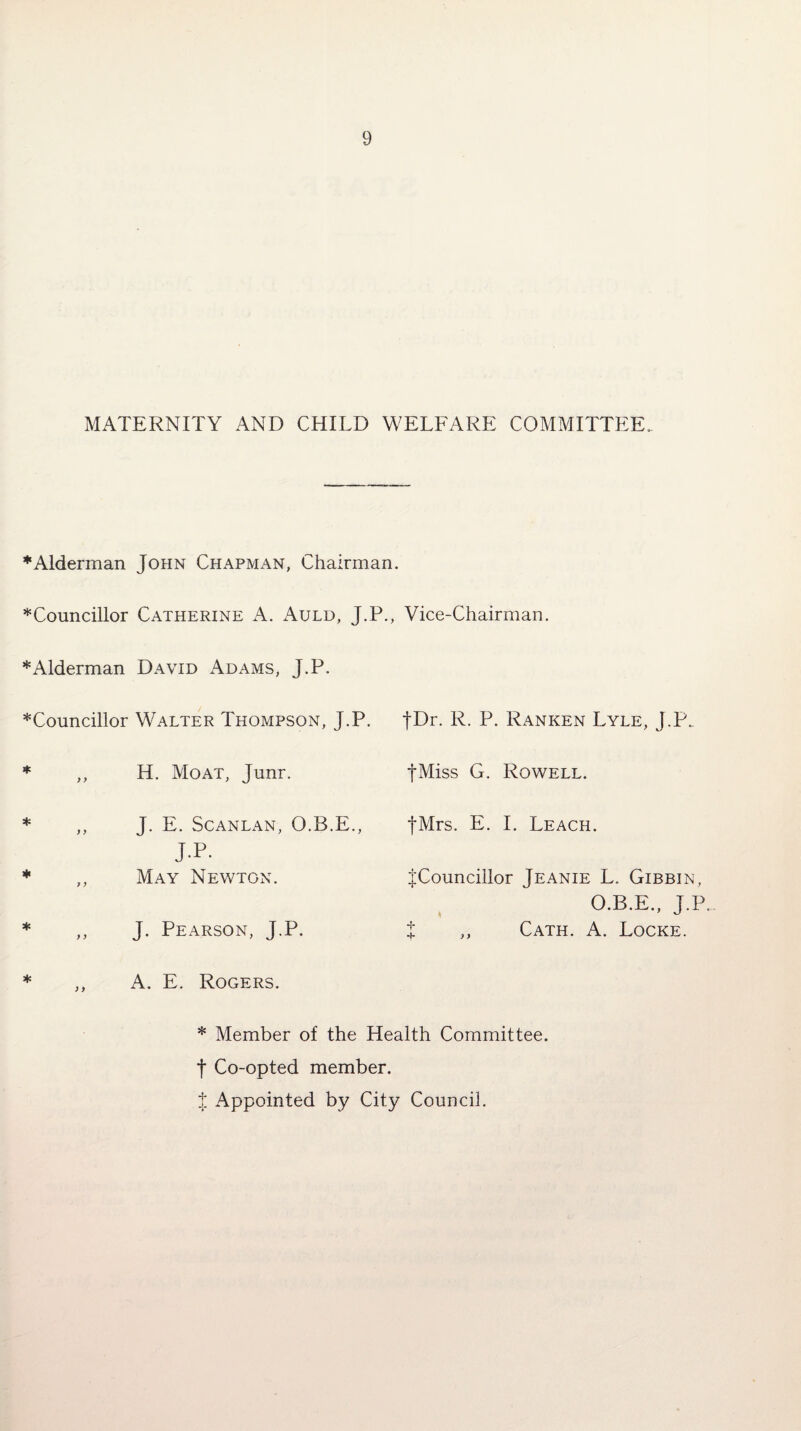 9
MATERNITY AND CHILD WELFARE COMMITTEE.
*Alderman JOHN CHAPMAN, Chairman.
*Councillor CATHERINE A. AULD, J.P., Vice-Chairman.
*Alderman DAVID ADAMS, J.P.
*Councillor WALTER THOMPSON, J.P.
* ,, H. MOAT, Junr.
* ,, J. E. SCANLAN, O.B.E.,
J.P.
* ,, MAY NEWTON.
* ,, J. PEARSON, J.P.
* ,, A. E. ROGERS.
†Dr. R. P. RANKEN LYLE, J.P.
†Miss G. ROWELL.
†Mrs. E. I. LEACH.
‡Councillor JEANIE L. GIBBIN,
O.B.E., J.P.
‡ ,, CATH. A. LOCKE.
* Member of the Health Committee.
† Co-opted member.
‡ Appointed by City Council.